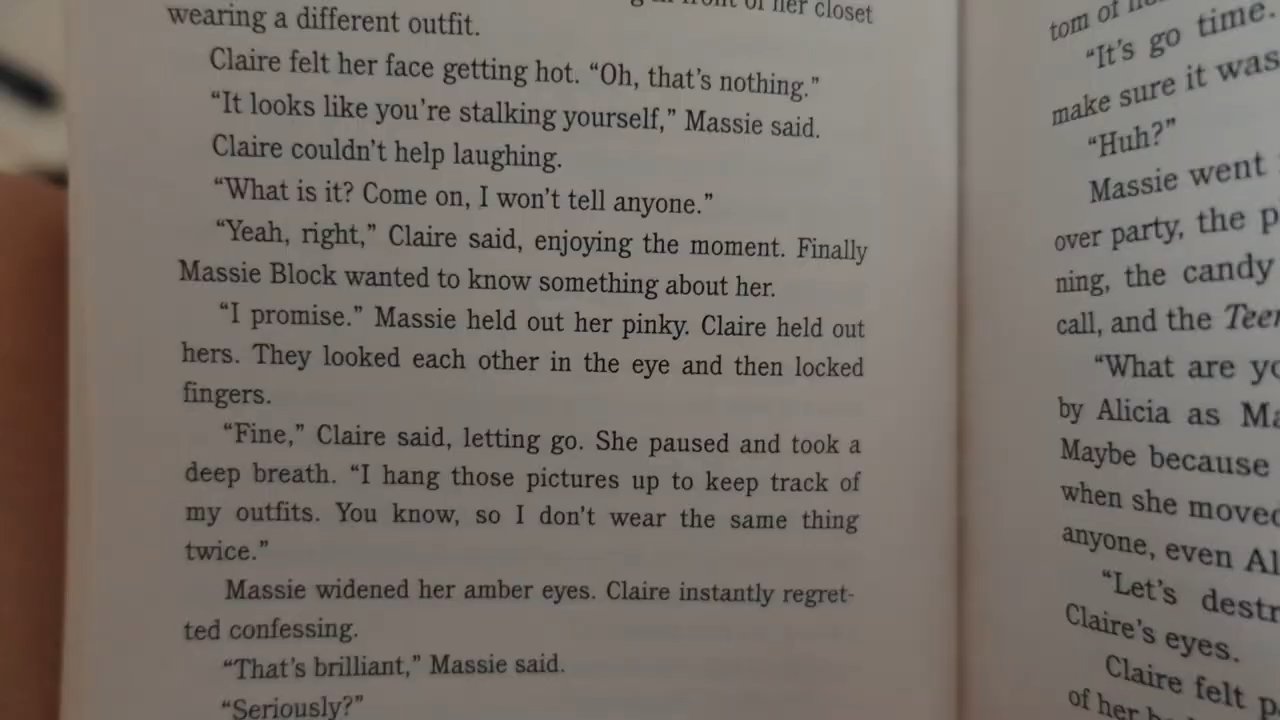 her closet
wearing a different outfit.
Claire felt her face getting hot. “Oh, that’s nothing.”
“It looks like you’re stalking yourself,” Massie said.
Claire couldn’t help laughing.
“What is it? Come on, I won’t tell anyone.”
“Yeah, right,” Claire said, enjoying the moment. Finally
Massie Block wanted to know something about her.
“I promise.” Massie held out her pinky. Claire held out
hers. They looked each other in the eye and then locked
fingers.
“Fine,” Claire said, letting go. She paused and took a
deep breath. “I hang those pictures up to keep track of
my outfits. You know, so I don’t wear the same thing
twice.”
Massie widened her amber eyes. Claire instantly regret-
ted confessing.
“That’s brilliant,” Massie said.
“Seriously?”
tom of
“It’s go time.
make sure it was
“Huh?”
Massie went
over party, the
ning, the candy
call, and the
“What are
by Alicia as
Maybe because
when she moved
anyone, even
“Let’s
Claire’s eyes.
Claire felt
of her